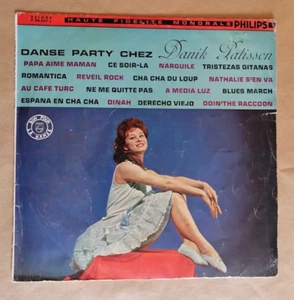 HAUTE FIDELITE MONDRALE PHILIPS
DANSE PARTY CHEZ Danik Patisson
PAPA AIME MAMAN CE SOIR-LA NARGUILE TRISTEZAS GITANAS
ROMANTICA REVEIL ROCK CHA CHA DU LOUP NATHALIE S'EN VA
AU CAFE TURC NE ME QUITTE PAS A MEDIA LUZ BLUES MARCH
ESPANA EN CHA CHA DINAH DERECHO VIEJO DOIN'THE RACCOON